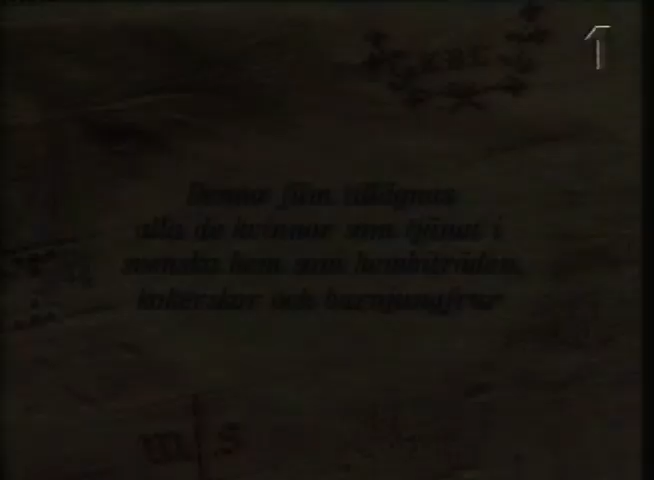 1
Denna film tillägnas
alla de kvinnor som tjänat i
svenska hem som hembiträden,
kokerskor och barnjungfrur
m s